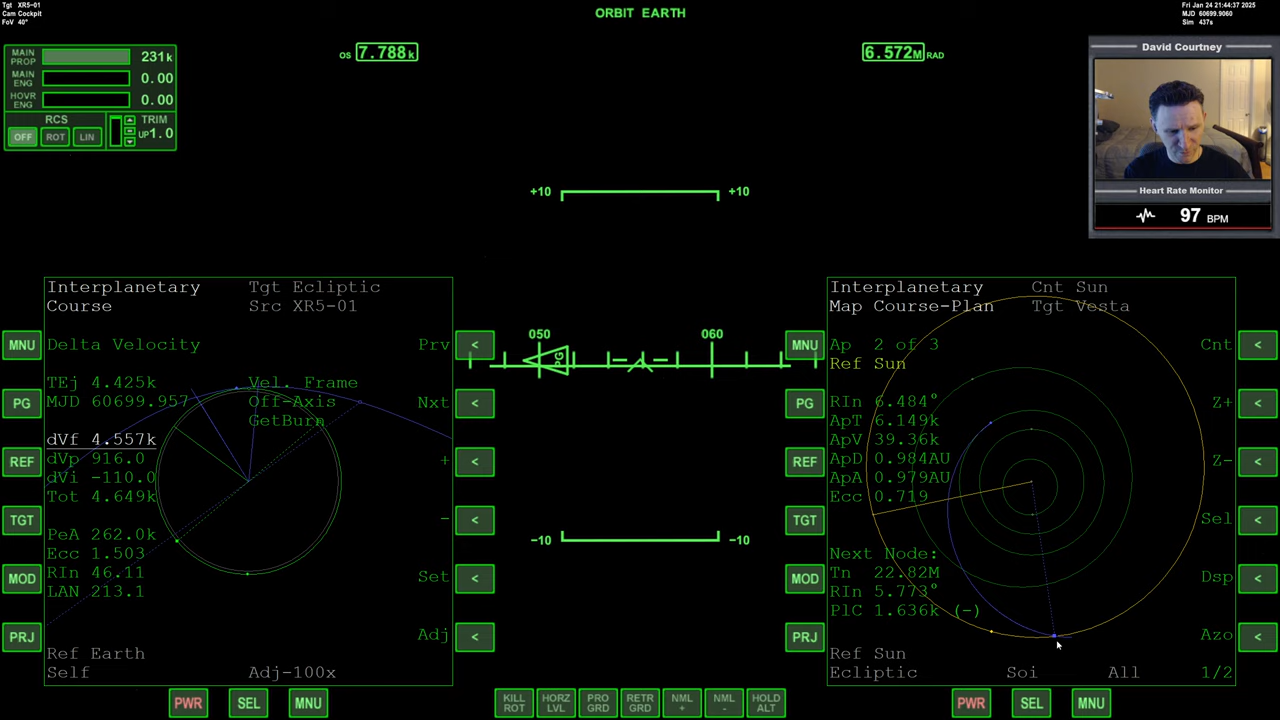 Tgt XR5-01
Cam Cockpit
FoV 40°
ORBIT EARTH
Fri Jan 24 21:44:37 2025
MJD 60699.9060
Sim 437s
MAIN PROP 231k
MAIN ENG 0.00
HOVR ENG 0.00
RCS TRIM
OFF ROT LIN UP 1.0
OS 7.788k
6.572M RAD
David Courtney
Heart Rate Monitor
97 BPM
+10 +10
050 060
PG
-10 -10
Interplanetary Tgt Ecliptic
Course Src XR5-01
Delta Velocity Prv
TEj 4.425k Vel. Frame
MJD 60699.957 Off-Axis Nxt
GetBurn
dVf 4.557k
dVp 916.0 +
dVi -110.0
Tot 4.649k
-
PeA 262.0k
Ecc 1.503
RIn 46.11 Set
LAN 213.1
Adj
Ref Earth
Self Adj-100x
MNU <
PG <
REF <
TGT <
MOD <
PRJ <
PWR SEL MNU
KILL ROT
HORZ LVL
PRO GRD
RETR GRD
NML +
NML -
HOLD ALT
Interplanetary Cnt Sun
Map Course-Plan Tgt Vesta
Ap 2 of 3 Cnt
Ref Sun
RIn 6.484° Z+
ApT 6.149k
ApV 39.36k
ApD 0.984AU Z-
ApA 0.979AU
Ecc 0.719
Sel
Next Node:
Tn 22.82M Dsp
RIn 5.773°
PlC 1.636k (-)
Azo
Ref Sun
Ecliptic Soi All 1/2
MNU <
PG <
REF <
TGT <
MOD <
PRJ <
PWR SEL MNU